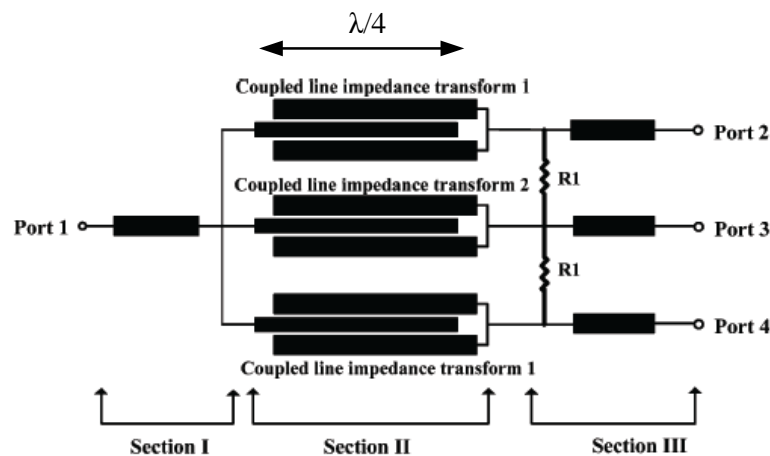 λ/4
Coupled line impedance transform 1
Port 2
R1
Coupled line impedance transform 2
Port 1
Port 3
R1
Port 4
Coupled line impedance transform 1
Section I
Section II
Section III